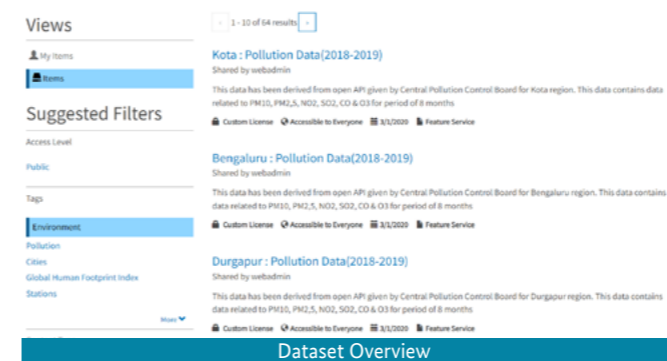 Views
My Items
Items
Suggested Filters
Access Level
Public
Tags
Environment
Pollution
Cities
Global Human Footprint Index
Stations
More
1 - 10 of 64 results
Kota : Pollution Data(2018-2019)
Shared by webadmin
This data has been derived from open API given by Central Pollution Control Board for Kota region. This data contains data
related to PM10, PM2,5, NO2, SO2, CO & O3 for period of 8 months
Custom License Accessible to Everyone 3/1/2020 Feature Service
Bengaluru : Pollution Data(2018-2019)
Shared by webadmin
This data has been derived from open API given by Central Pollution Control Board for Bengaluru region. This data contains
data related to PM10, PM2,5, NO2, SO2, CO & O3 for period of 8 months
Custom License Accessible to Everyone 3/1/2020 Feature Service
Durgapur : Pollution Data(2018-2019)
Shared by webadmin
This data has been derived from open API given by Central Pollution Control Board for Durgapur region. This data contains
data related to PM10, PM2,5, NO2, SO2, CO & O3 for period of 8 months
Custom License Accessible to Everyone 3/1/2020 Feature Service
Dataset Overview